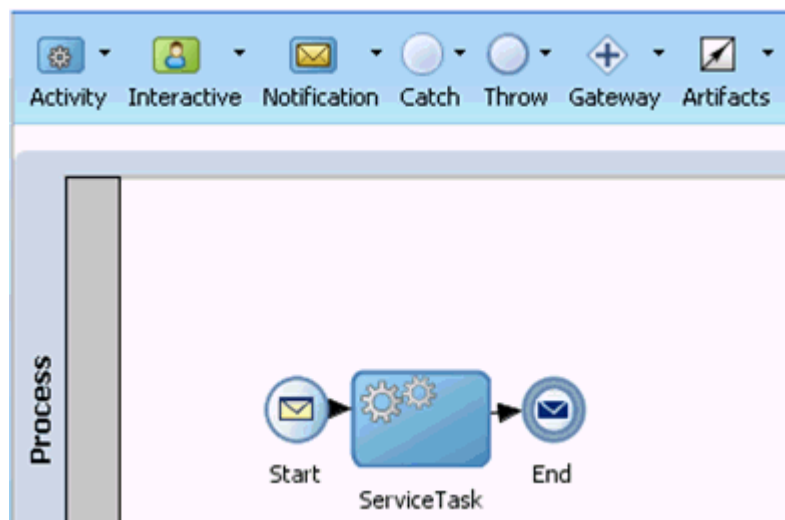 Activity Interactive Notification Catch Throw Gateway Artifacts
Process
Start
End
ServiceTask